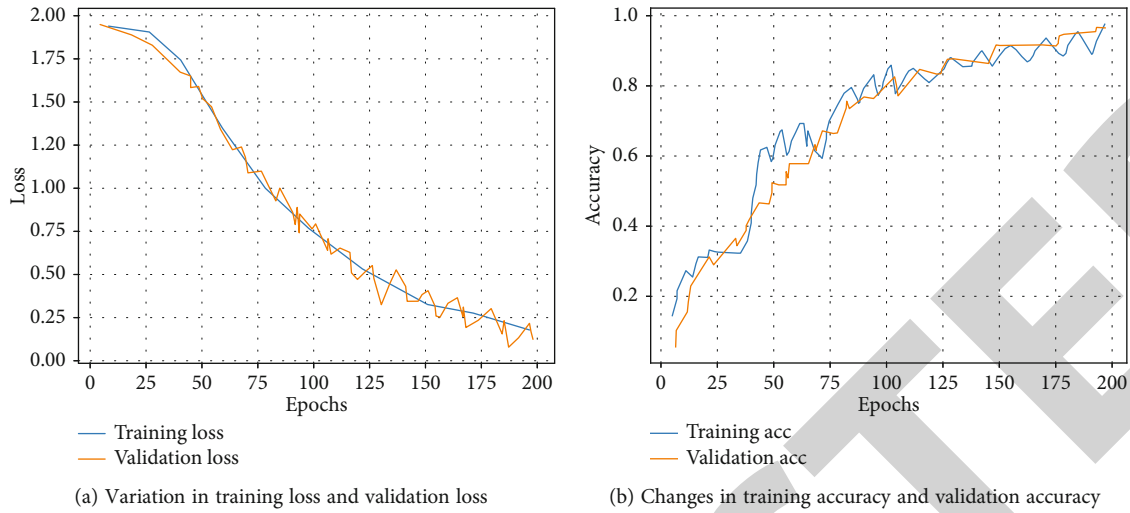 2.00
1.75
1.50
1.20
1.00
0.75
0.50
0.25
0.00
Loss
0 25 50 75 100 125 150 175 200
Epochs
Training loss
Validation loss
(a) Variation in training loss and validation loss
1.0
0.8
0.6
0.4
0.2
Accuracy
0 25 50 75 100 125 150 175 200
Epochs
Training acc
Validation acc
(b) Changes in training accuracy and validation accuracy